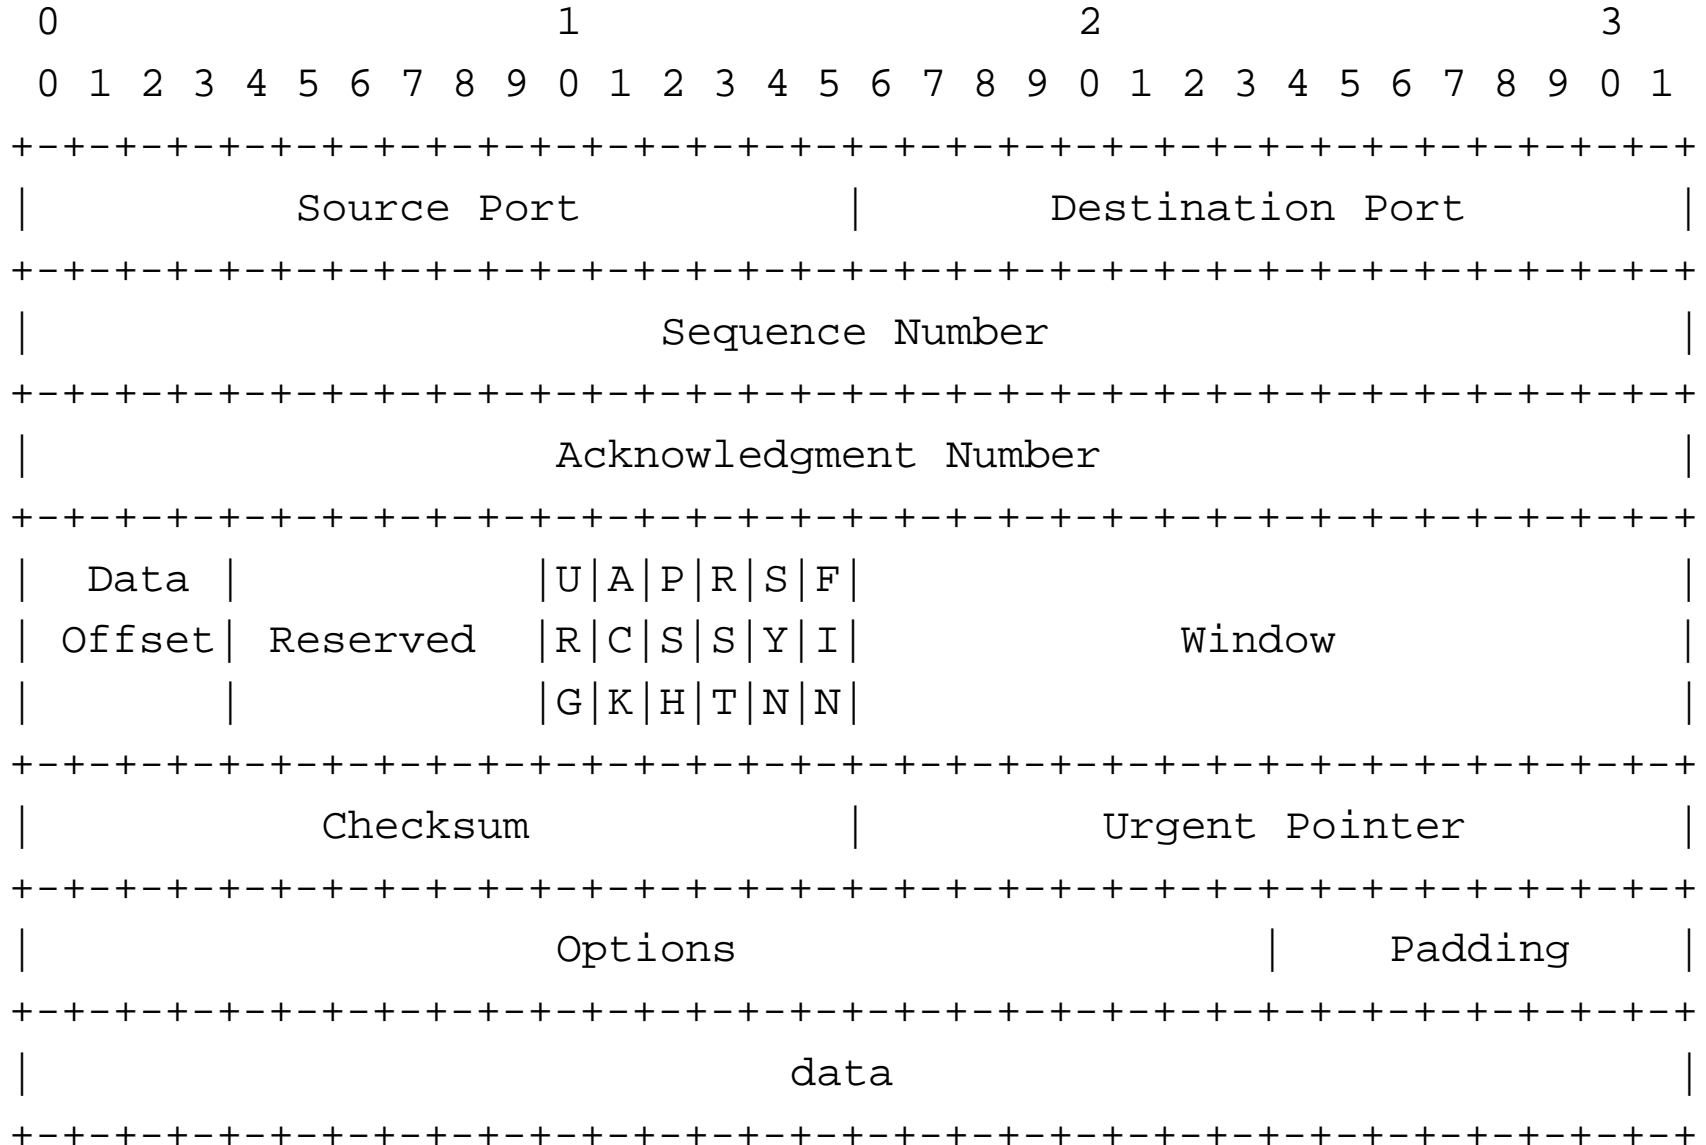 0                   1                   2                   3
 0 1 2 3 4 5 6 7 8 9 0 1 2 3 4 5 6 7 8 9 0 1 2 3 4 5 6 7 8 9 0 1
+-+-+-+-+-+-+-+-+-+-+-+-+-+-+-+-+-+-+-+-+-+-+-+-+-+-+-+-+-+-+-+-+
|          Source Port          |       Destination Port        |
+-+-+-+-+-+-+-+-+-+-+-+-+-+-+-+-+-+-+-+-+-+-+-+-+-+-+-+-+-+-+-+-+
|                        Sequence Number                        |
+-+-+-+-+-+-+-+-+-+-+-+-+-+-+-+-+-+-+-+-+-+-+-+-+-+-+-+-+-+-+-+-+
|                    Acknowledgment Number                      |
+-+-+-+-+-+-+-+-+-+-+-+-+-+-+-+-+-+-+-+-+-+-+-+-+-+-+-+-+-+-+-+-+
|  Data |           |U|A|P|R|S|F|                               |
| Offset| Reserved  |R|C|S|S|Y|I|            Window             |
|       |           |G|K|H|T|N|N|                               |
+-+-+-+-+-+-+-+-+-+-+-+-+-+-+-+-+-+-+-+-+-+-+-+-+-+-+-+-+-+-+-+-+
|           Checksum            |         Urgent Pointer        |
+-+-+-+-+-+-+-+-+-+-+-+-+-+-+-+-+-+-+-+-+-+-+-+-+-+-+-+-+-+-+-+-+
|                    Options                    |    Padding    |
+-+-+-+-+-+-+-+-+-+-+-+-+-+-+-+-+-+-+-+-+-+-+-+-+-+-+-+-+-+-+-+-+
|                             data                              |
+-+-+-+-+-+-+-+-+-+-+-+-+-+-+-+-+-+-+-+-+-+-+-+-+-+-+-+-+-+-+-+-+